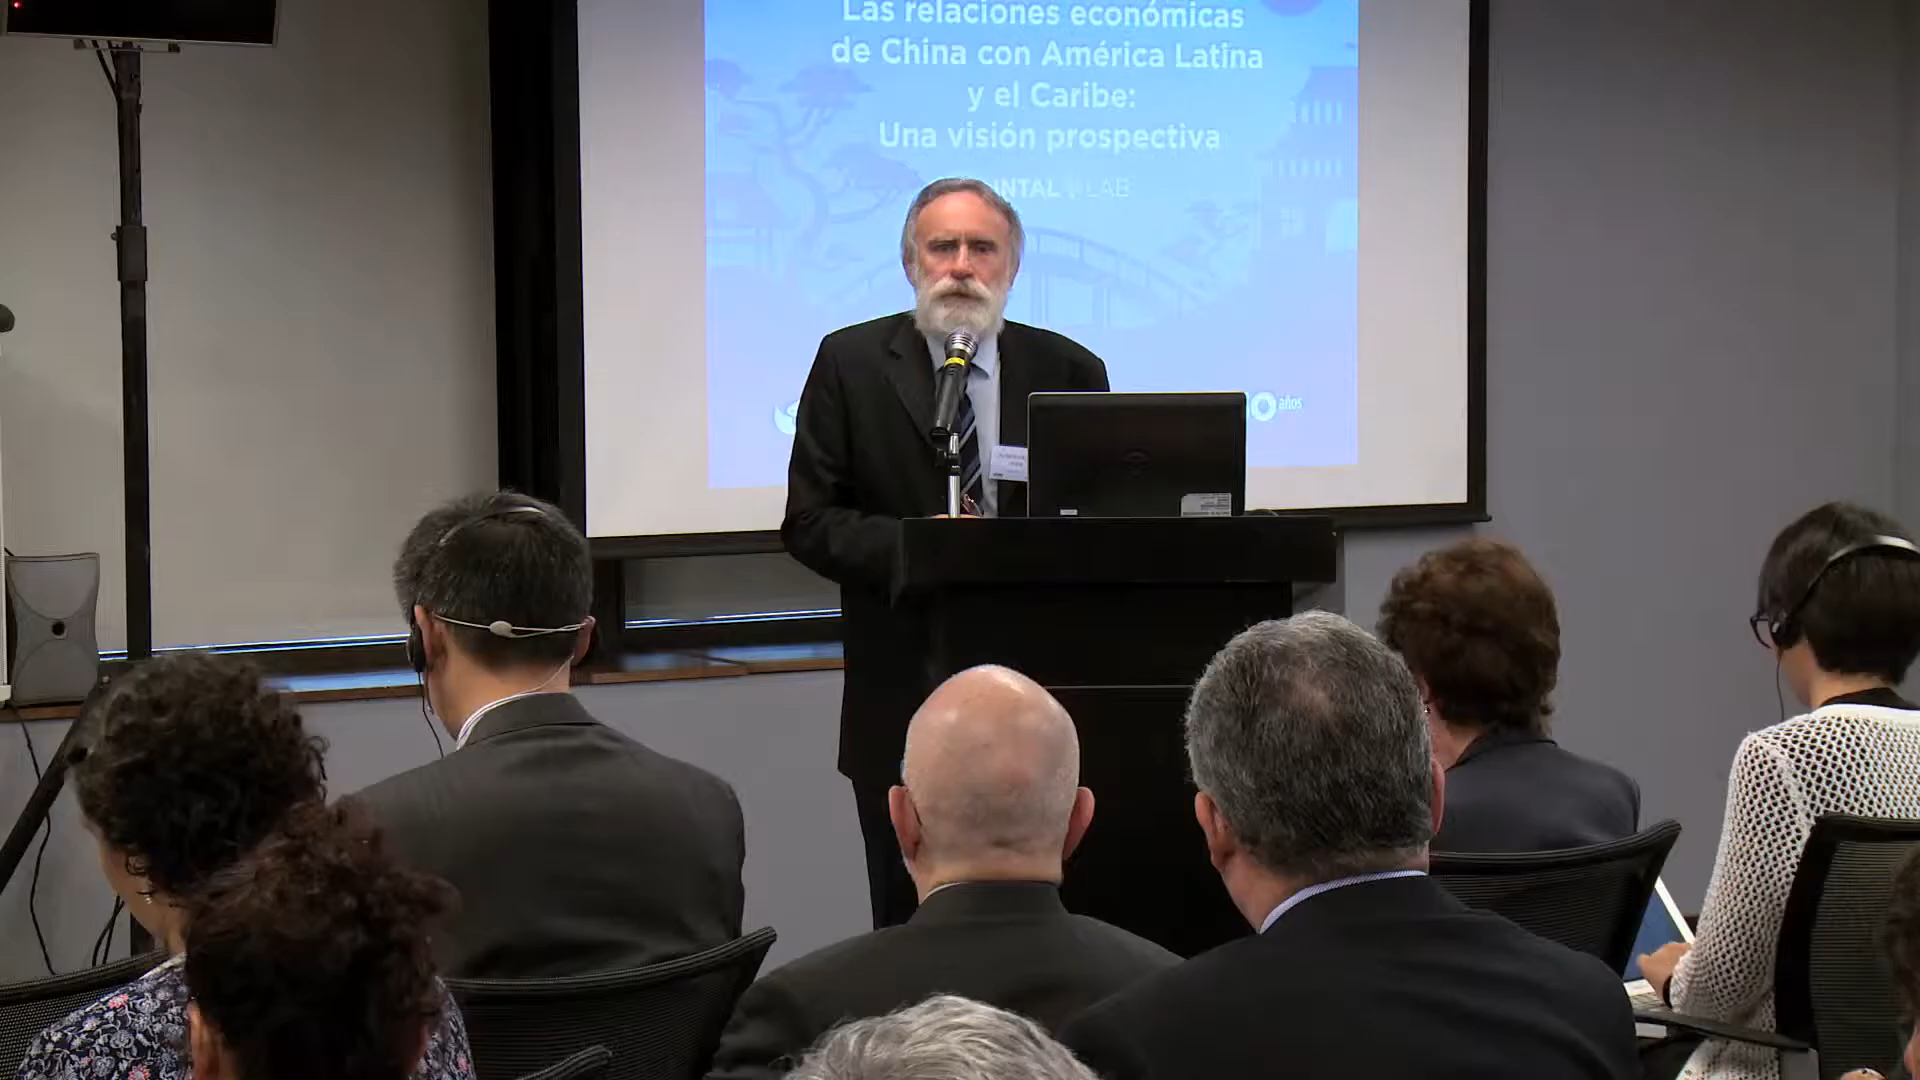 Las relaciones económicas
de China con América Latina
y el Caribe:
Una visión prospectiva
INTAL LAB
años